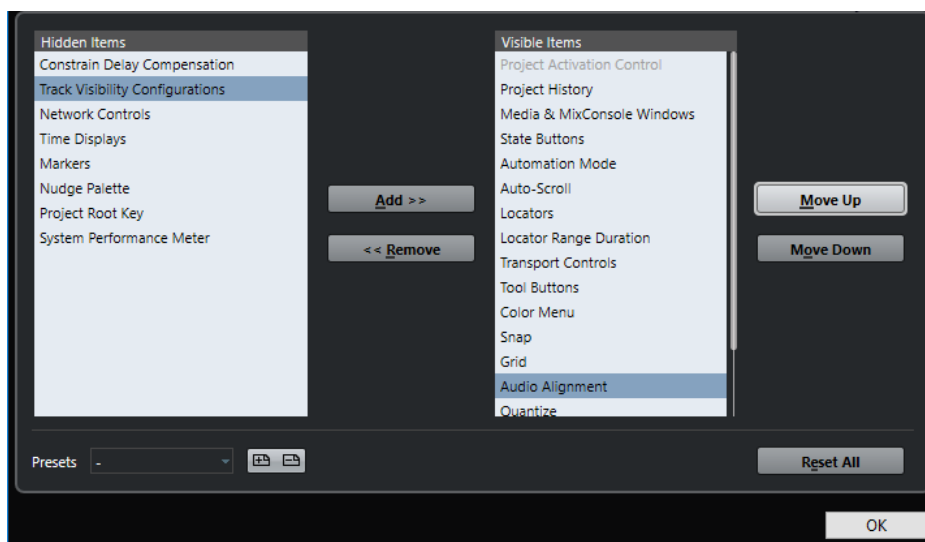 Hidden Items
Constrain Delay Compensation
Track Visibility Configurations
Network Controls
Time Displays
Markers
Nudge Palette
Project Root Key
System Performance Meter
Add >>
<< Remove
Visible Items
Project Activation Control
Project History
Media & MixConsole Windows
State Buttons
Automation Mode
Auto-Scroll
Locators
Locator Range Duration
Transport Controls
Tool Buttons
Color Menu
Snap
Grid
Audio Alignment
Quantize
Move Up
Move Down
Presets -
Reset All
OK